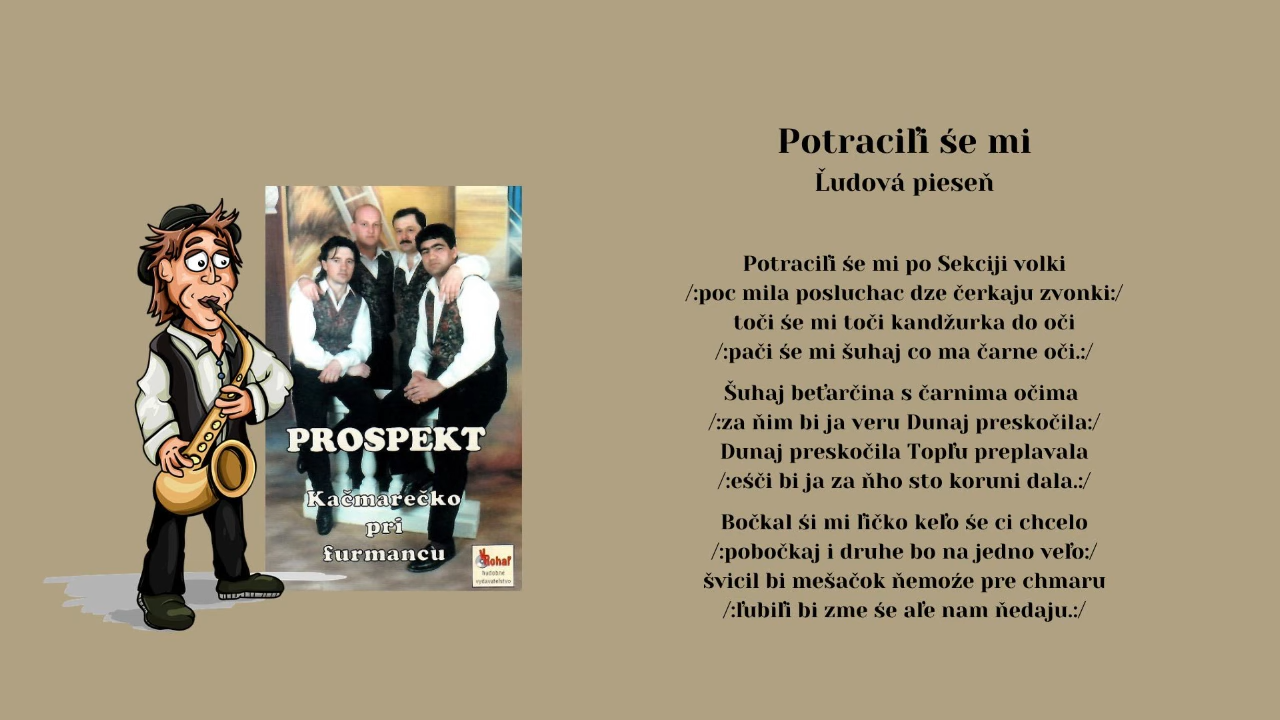 PROSPEKT
Kačmarečko
pri
furmancu
Rohaľ
hudobné
vydavateľstvo
Potraciľi śe mi
Ľudová pieseň
Potraciľi śe mi po Sekciji volki
/:poc mila posluchac dze čerkaju zvonki:/
toči śe mi toči kandžurka do oči
/:pači śe mi šuhaj co ma čarne oči.:/
Šuhaj beťarčina s čarnima očima
/:za ňim bi ja veru Dunaj preskočila:/
Dunaj preskočila Topľu preplavala
/:eśči bi ja za ňho sto koruni dala.:/
Bočkal śi mi ľičko keľo śe ci chcelo
/:pobočkaj i druhe bo na jedno veľo:/
švicil bi mešačok ňemoźe pre chmaru
/:ľubiľi bi zme śe aľe nam ňedaju.:/